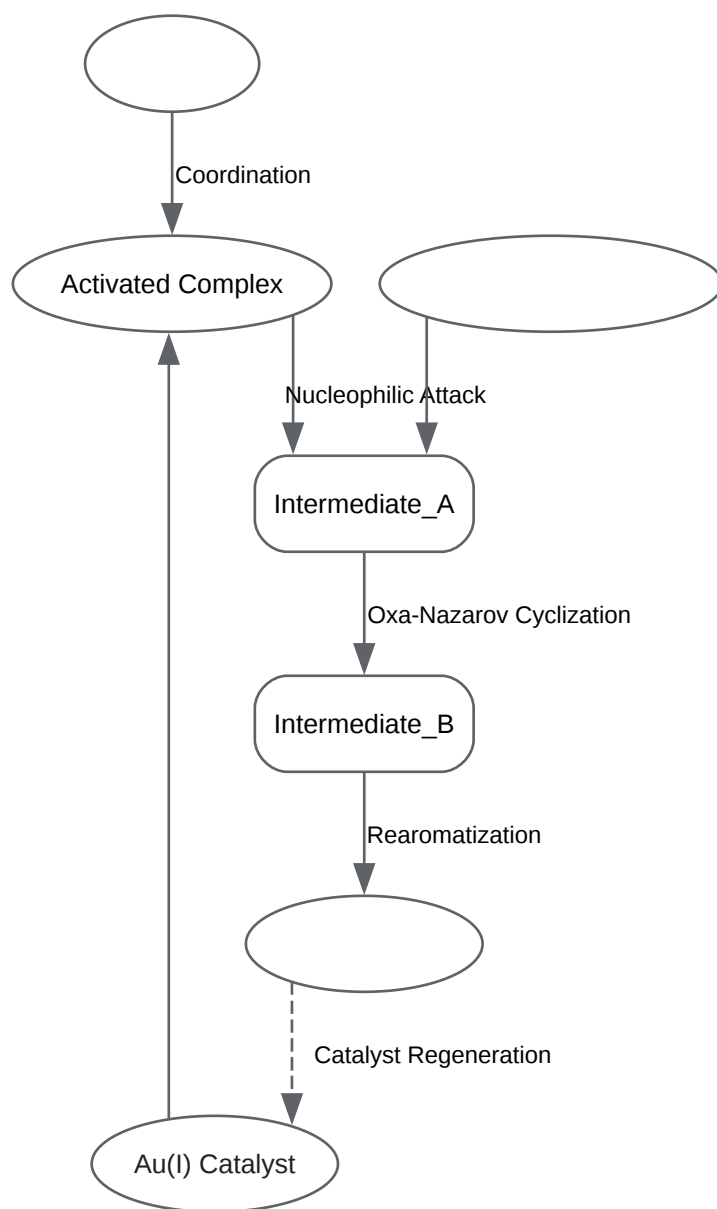 Coordination
Activated Complex
Nucleophilic Attack
Intermediate_A
Oxa-Nazarov Cyclization
Intermediate_B
Rearomatization
Catalyst Regeneration
Au(I) Catalyst